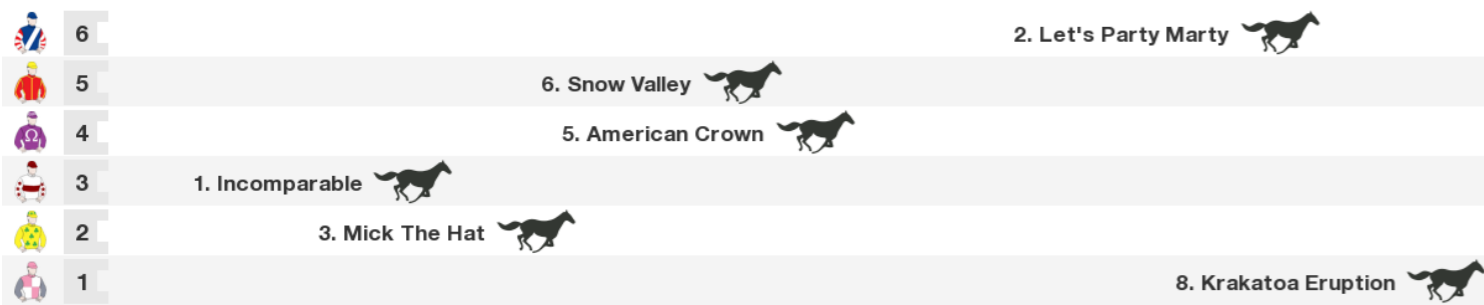 6 2. Let's Party Marty
5 6. Snow Valley
Ω 4 5. American Crown
3 1. Incomparable
2 3. Mick The Hat
1 8. Krakatoa Eruption